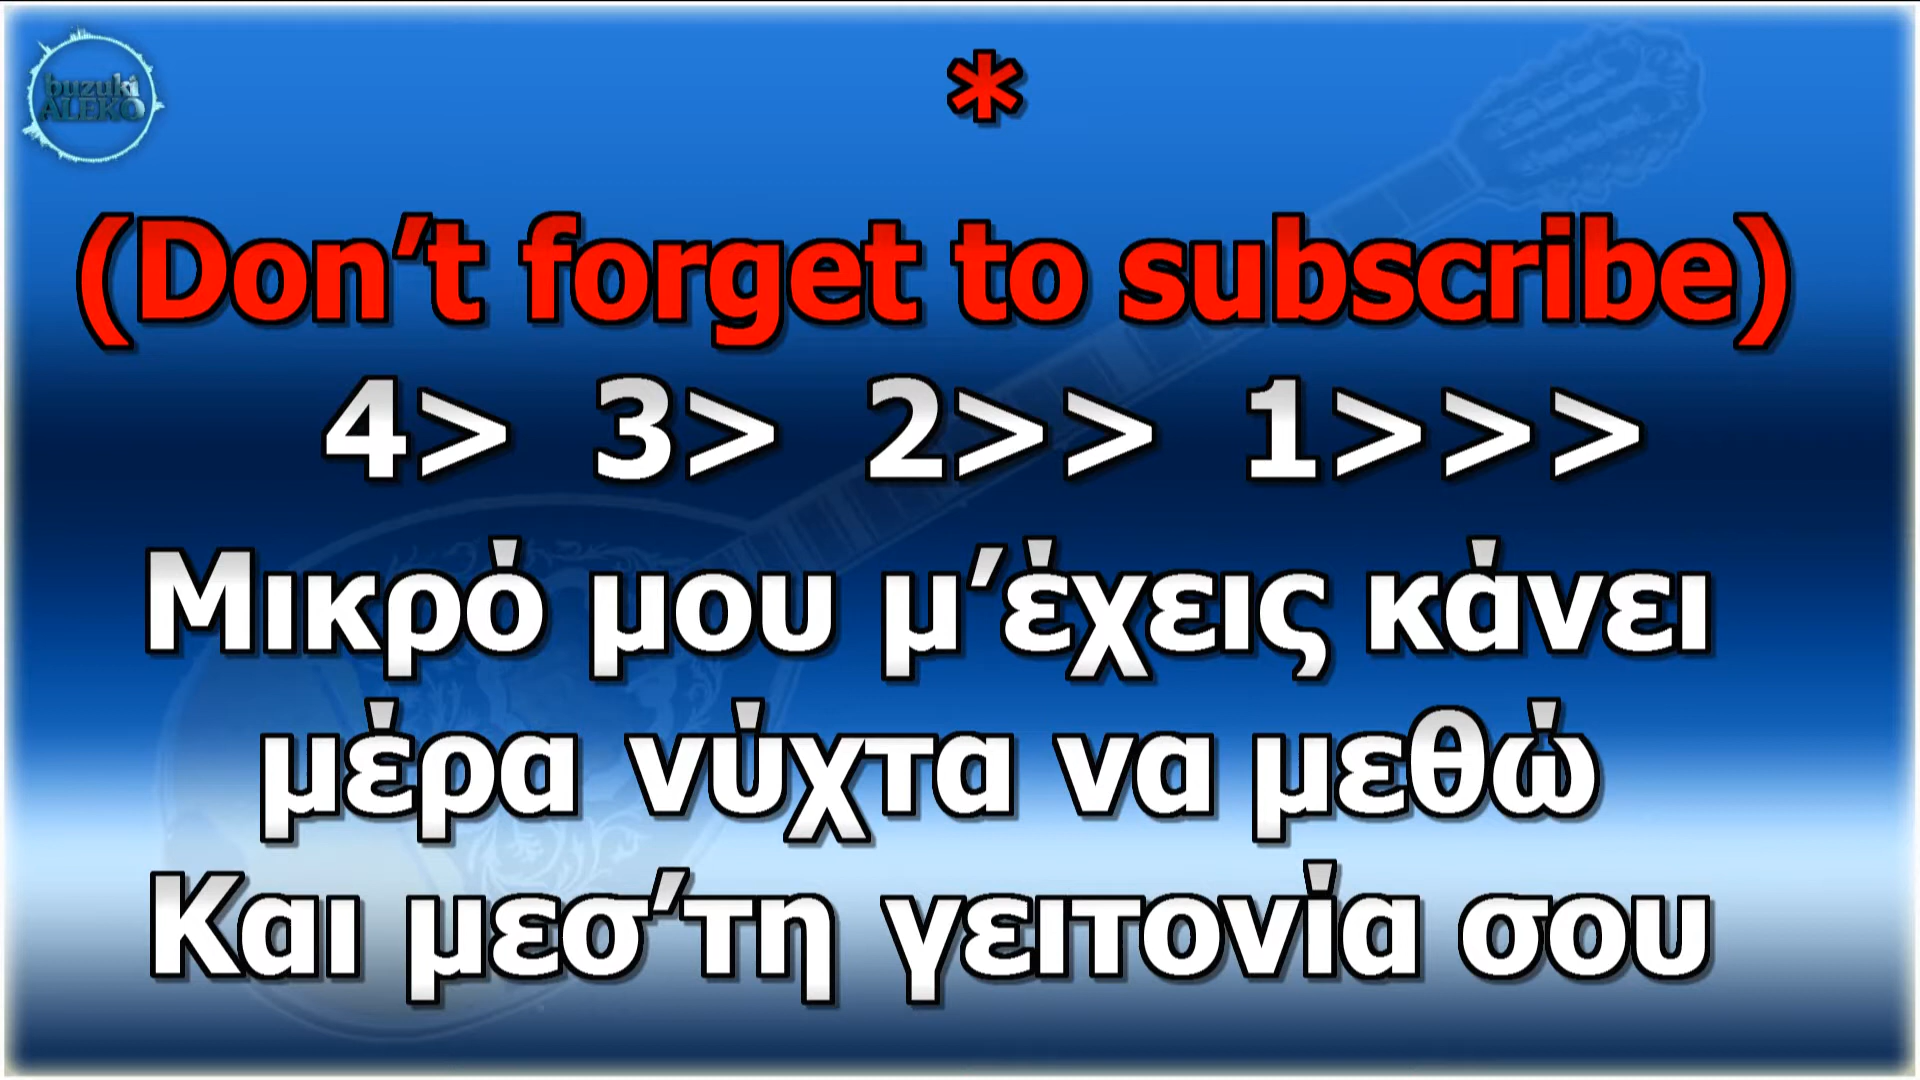 buzuki
ALEKO
*
(Don’t forget to subscribe)
4> 3> 2>> 1>>>
Μικρό μου μ΄έχεις κάνει
μέρα νύχτα να μεθώ
Και μεσ΄τη γειτονία σου